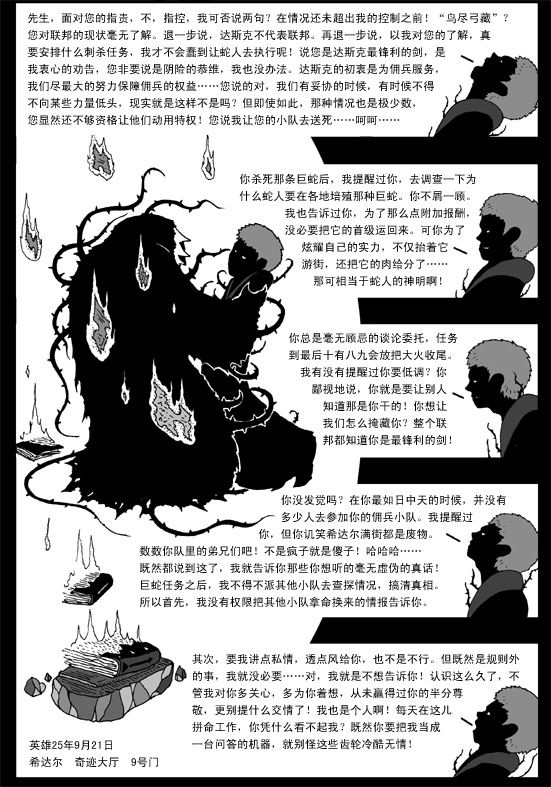 先生，面对您的指责，不，指控，我可否说两句？在情况还未超出我的控制之前！“鸟尽弓藏”？
您对联邦的现状毫无了解。退一步说，达斯克不代表联邦。再退一步说，以我对您的了解，真
要安排什么刺杀任务，我才不会蠢到让蛇人去执行呢！说您是达斯克最锋利的剑，是
我衷心的劝告，您非要说是阴险的恭维，我也没办法。达斯克的初衷是为佣兵服务，
我们尽最大的努力保障佣兵的权益……您说的对，我们有妥协的时候，有时候不得
不向某些力量低头，现实就是这样不是吗？但即使如此，那种情况也是极少数，
您显然还不够资格让他们动用特权！您说我让您的小队去送死……呵呵……
你杀死那条巨蛇后，我提醒过你，去调查一下为
什么蛇人要在各地培殖那种巨蛇。你不屑一顾。
我也告诉过你，为了那么点附加报酬，
没必要把它的首级运回来。可你为了
炫耀自己的实力，不仅抬着它
游街，还把它的肉给分了……
那可相当于蛇人的神明啊！
你总是毫无顾忌的谈论委托，任务
到最后十有八九会放把大火收尾。
我有没有提醒过你要低调？你
鄙视地说，你就是要让别人
知道那是你干的！你想让
我们怎么掩藏你？整个联
邦都知道你是最锋利的剑！
你没发觉吗？在你最如日中天的时候，并没有
多少人去参加你的佣兵小队。我提醒过
你，但你讥笑希达尔满街都是废物。
数数你队里的弟兄们吧！不是疯子就是傻子！哈哈哈……
既然都说到这了，我就告诉你那些你想听的毫无虚伪的真话！
巨蛇任务之后，我不得不派其他小队去查探情况，搞清真相。
所以首先，我没有权限把其他小队拿命换来的情报告诉你。
其次，要我讲点私情，透点风给你，也不是不行。但既然是规则外
的事，我就没必要……对，我就是不想告诉你！认识这么久了，不
管我对你多关心，多为你着想，从未赢得过你的半分尊
敬，更别提什么交情了！我也是个人啊！每天在这儿
拼命工作，你凭什么看不起我？既然你要把我当成
一台问答的机器，就别怪这些齿轮冷酷无情！
英雄25年9月21日
希达尔　奇迹大厅　9号门